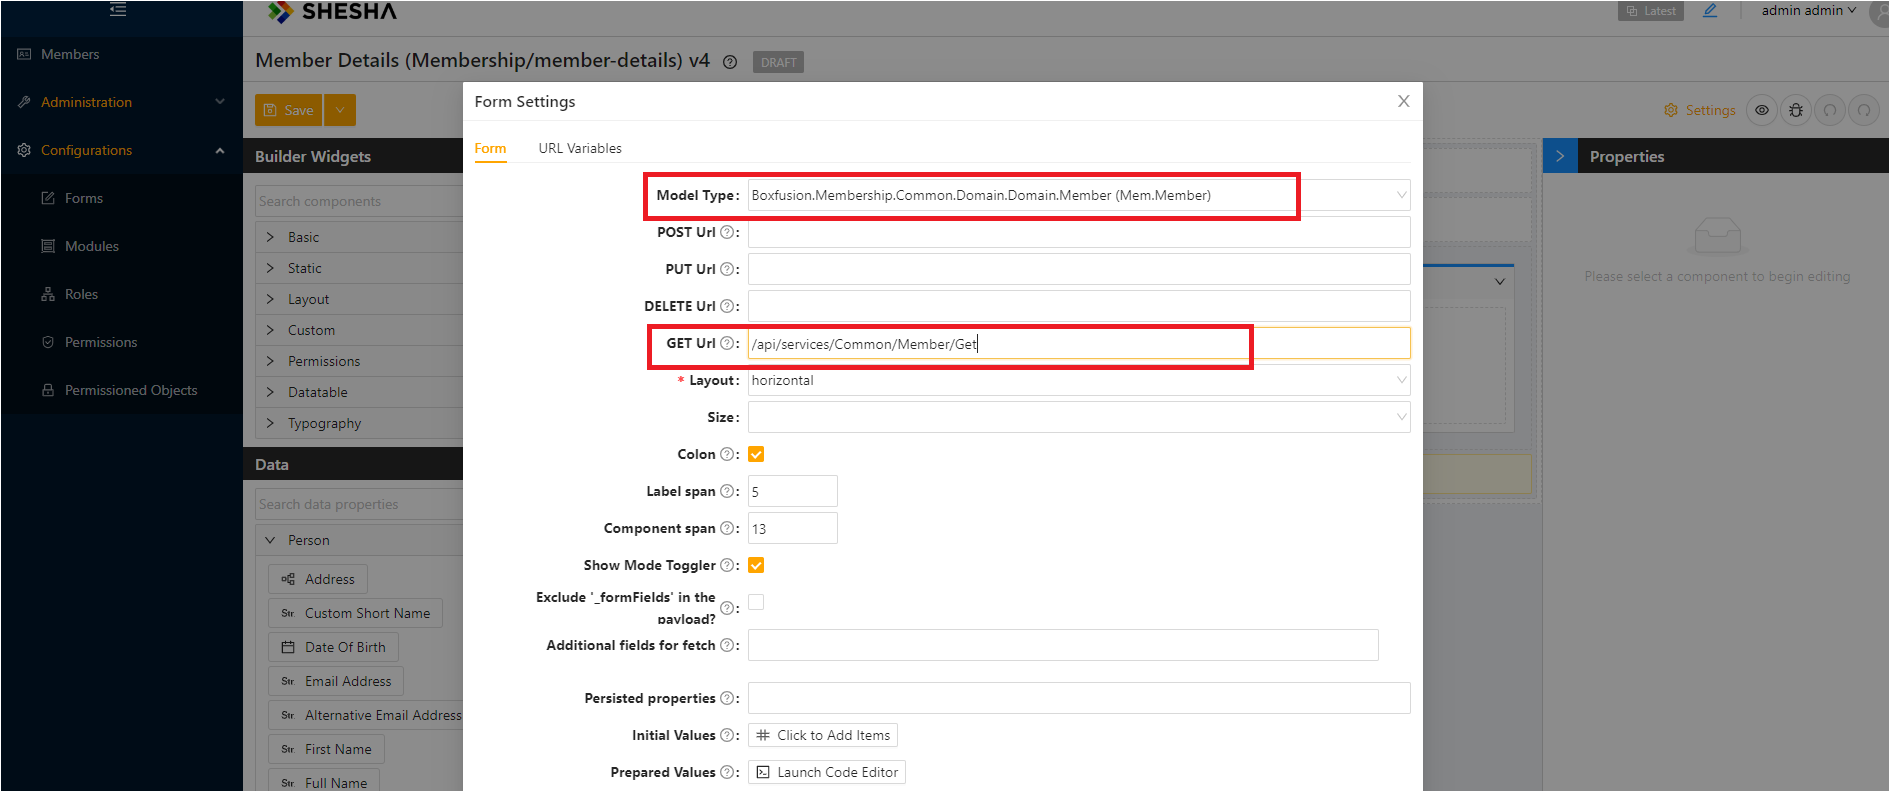 SHESHA
Latest
admin admin
Members
Administration
Configurations
Forms
Modules
Roles
Permissions
Permissioned Objects
Member Details (Membership/member-details) v4
DRAFT
Save
Settings
Builder Widgets
Search components
Basic
Static
Layout
Custom
Permissions
Datatable
Typography
Data
Search data properties
Person
Address
Str. Custom Short Name
Date Of Birth
Str. Email Address
Str. Alternative Email Address
Str. First Name
Str. Full Name
Form Settings
Form
URL Variables
Model Type: Boxfusion.Membership.Common.Domain.Domain.Member (Mem.Member)
POST Url :
PUT Url :
DELETE Url :
GET Url : /api/services/Common/Member/Get
* Layout: horizontal
Size:
Colon :
Label span : 5
Component span : 13
Show Mode Toggler :
Exclude '_formFields' in the
payload? :
Additional fields for fetch :
Persisted properties :
Initial Values : Click to Add Items
Prepared Values : Launch Code Editor
Properties
Please select a component to begin editing